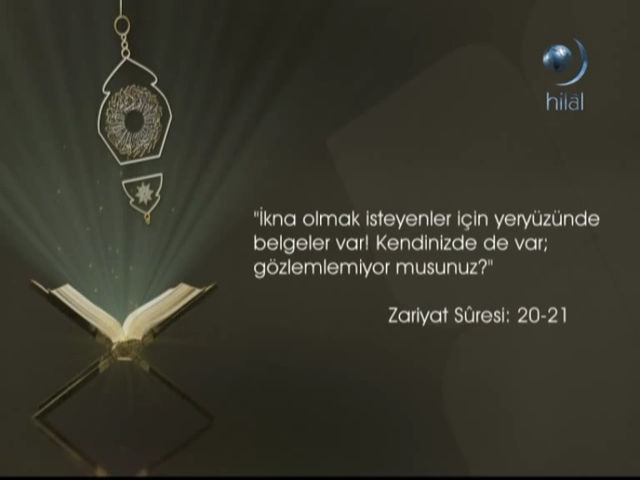 hilâl
"İkna olmak isteyenler için yeryüzünde
belgeler var! Kendinizde de var;
gözlemlemiyor musunuz?"
Zariyat Sûresi: 20-21